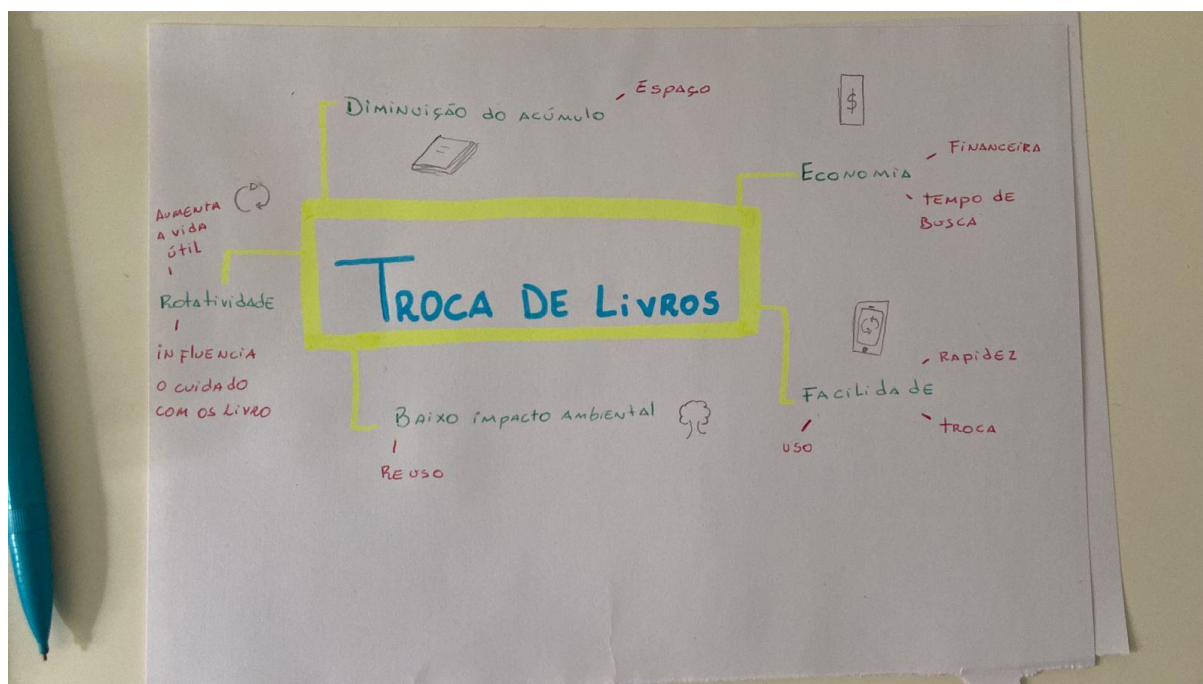 Diminuição do acúmulo
Espaço
$
Economia
Financeira
tempo de
Busca
Aumenta
a vida
útil
Rotatividade
influencia
o cuidado
com os livro
Troca de Livros
Facilidade
Rapidez
troca
uso
Baixo impacto ambiental
Reuso